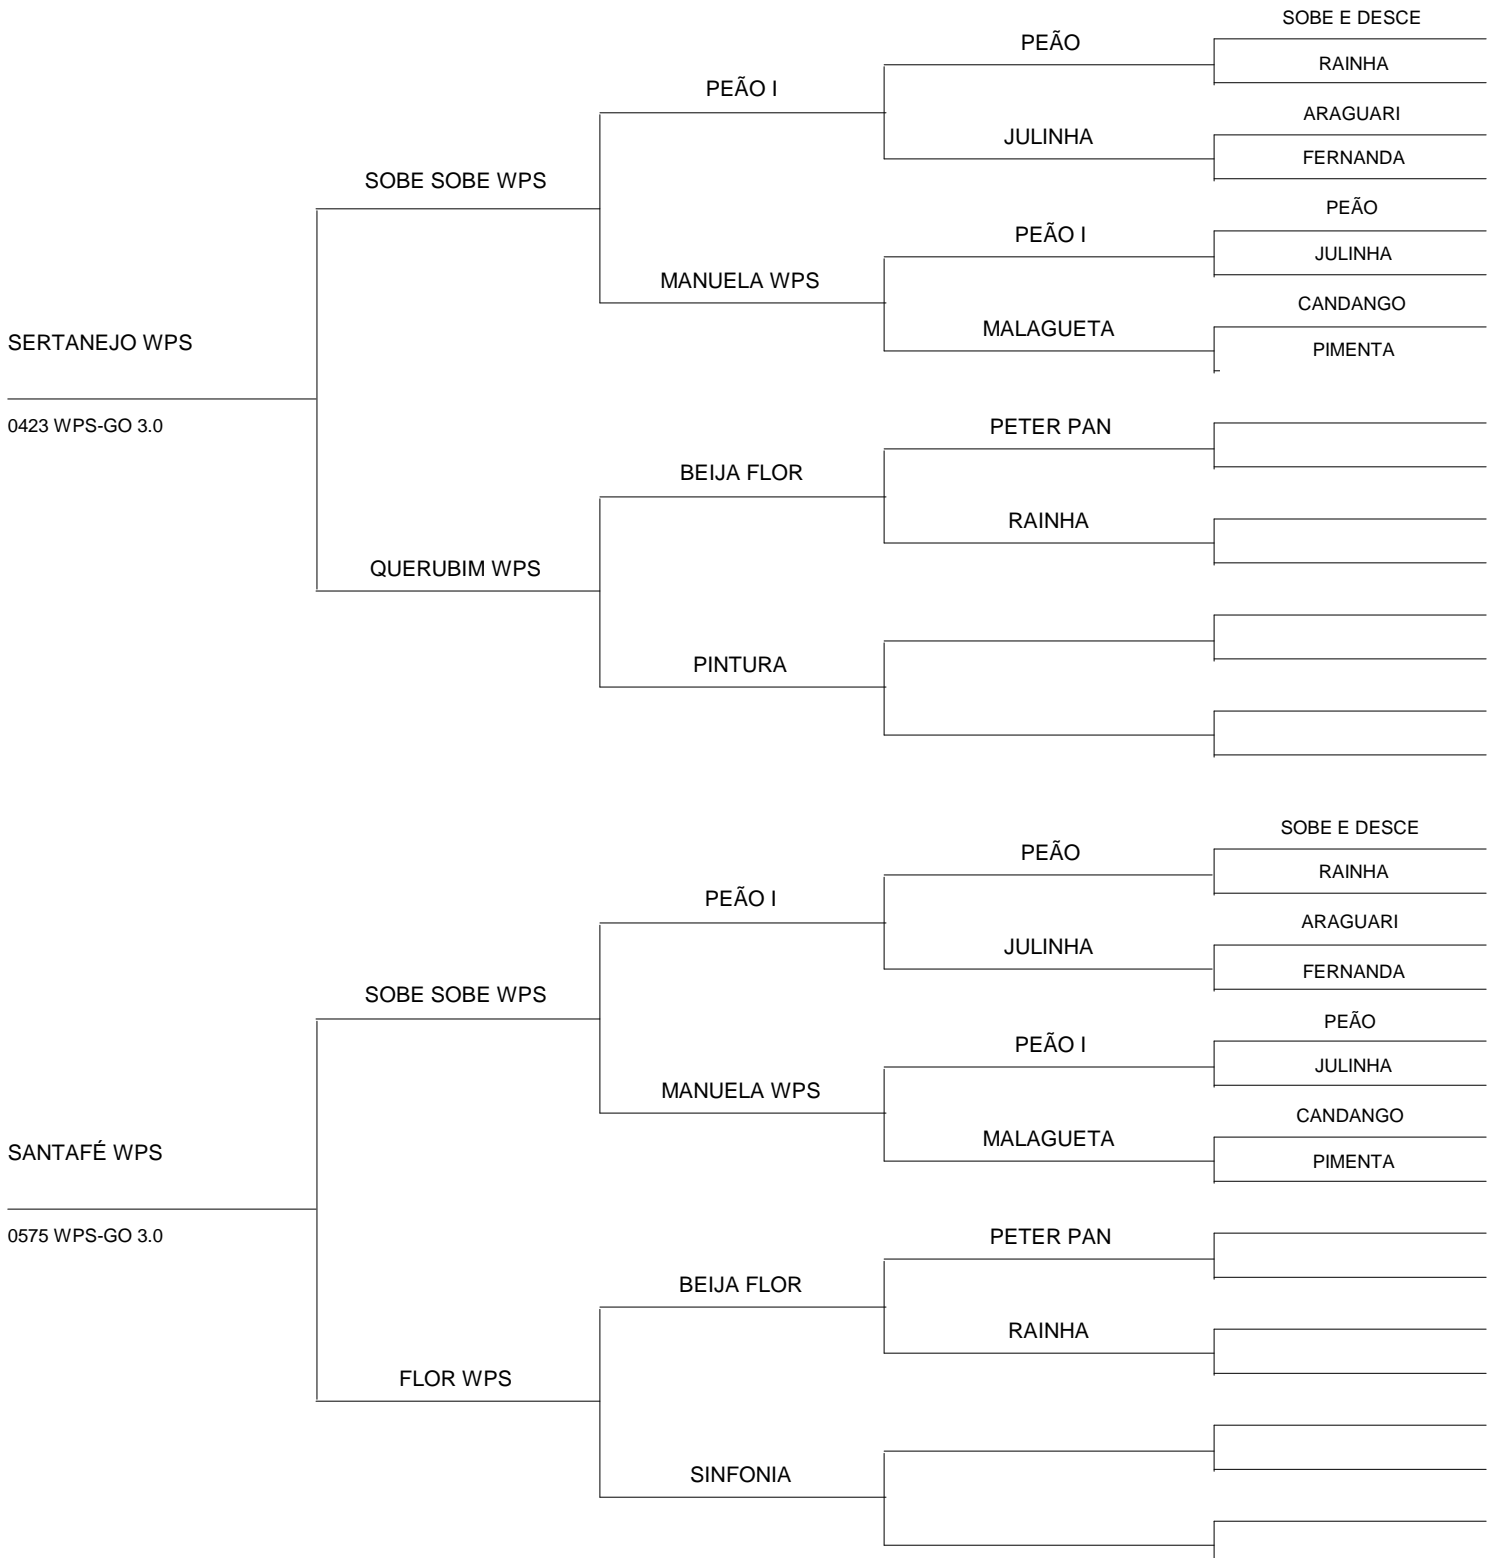 SOBE E DESCE
PEÃO
RAINHA
PEÃO I
ARAGUARI
JULINHA
FERNANDA
SOBE SOBE WPS
PEÃO
PEÃO I
JULINHA
MANUELA WPS
CANDANGO
MALAGUETA
SERTANEJO WPS
PIMENTA
0423 WPS-GO 3.0
PETER PAN
BEIJA FLOR
RAINHA
QUERUBIM WPS
PINTURA
SOBE E DESCE
PEÃO
RAINHA
PEÃO I
ARAGUARI
JULINHA
FERNANDA
SOBE SOBE WPS
PEÃO
PEÃO I
JULINHA
MANUELA WPS
CANDANGO
MALAGUETA
SANTAFÉ WPS
PIMENTA
0575 WPS-GO 3.0
PETER PAN
BEIJA FLOR
RAINHA
FLOR WPS
SINFONIA